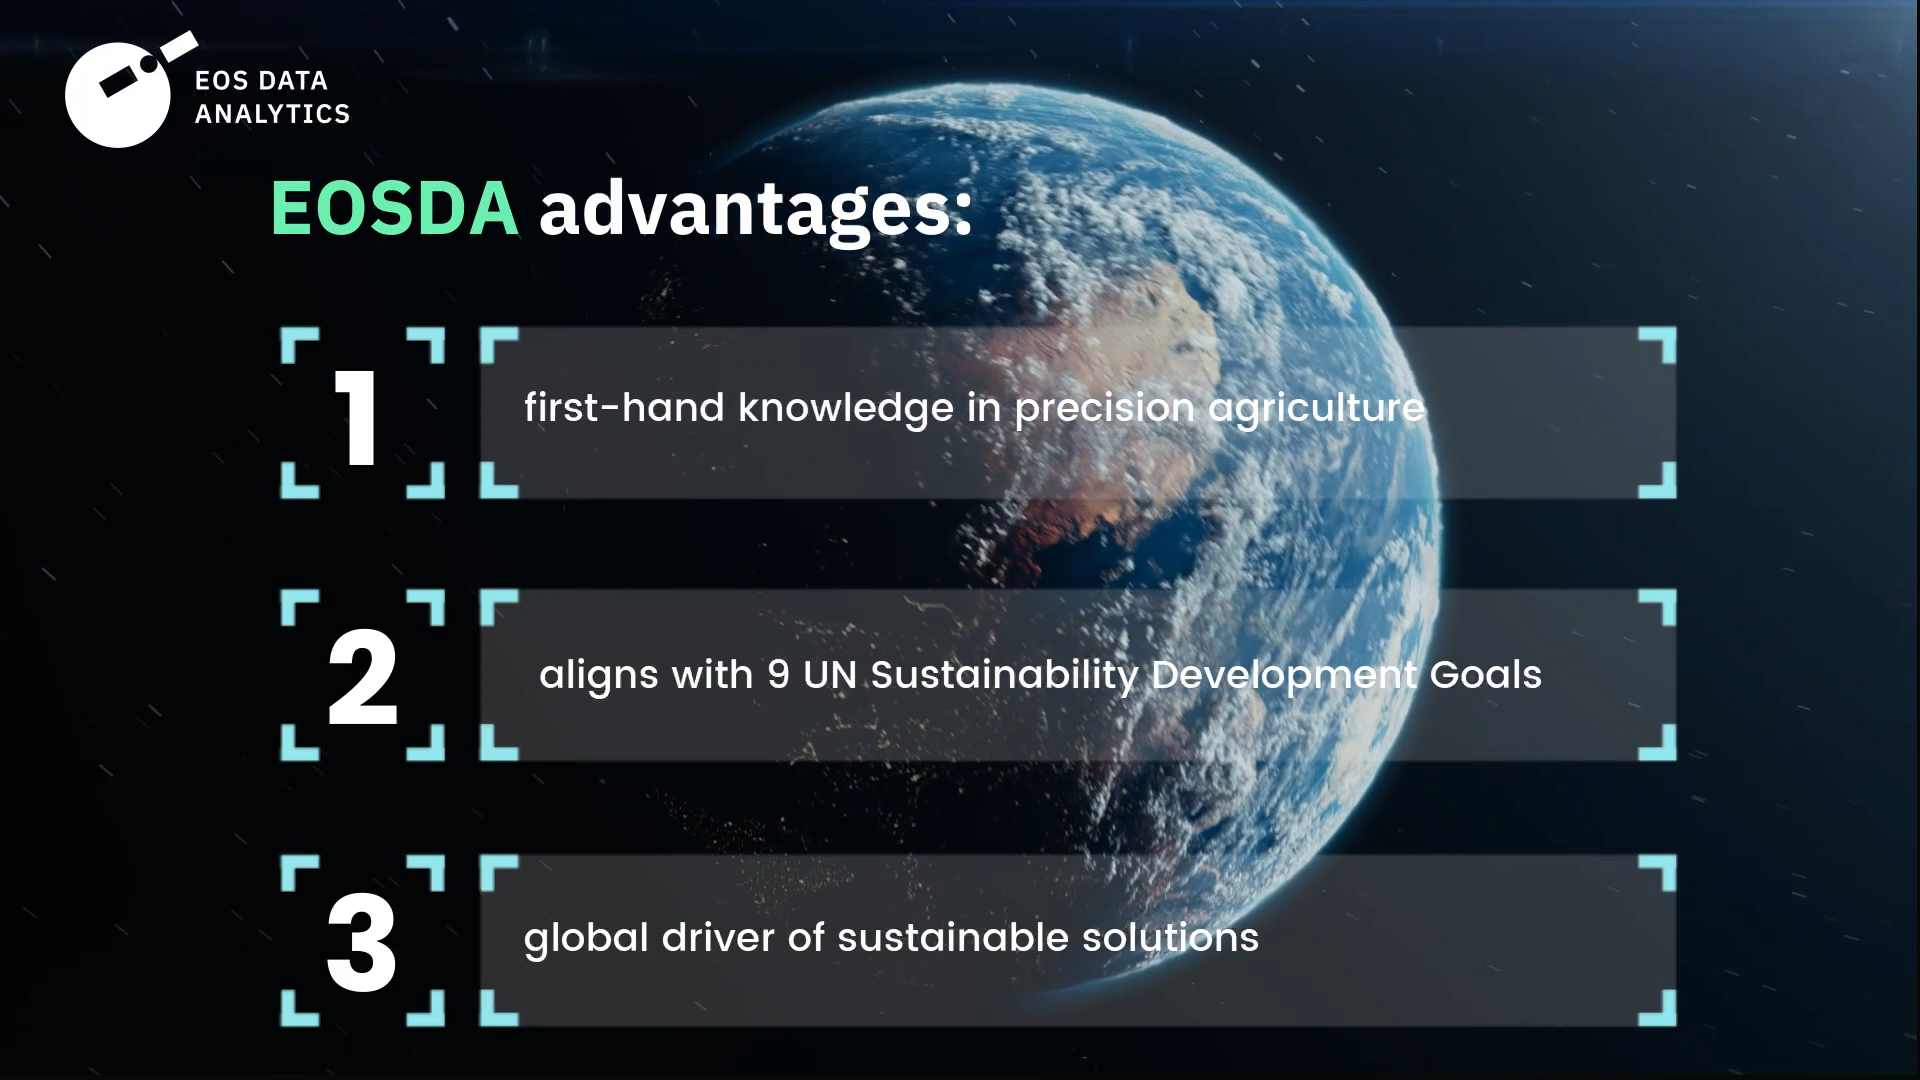 EOS DATA
ANALYTICS
EOSDA advantages:
1
first-hand knowledge in precision agriculture
2
aligns with 9 UN Sustainability Development Goals
3
global driver of sustainable solutions